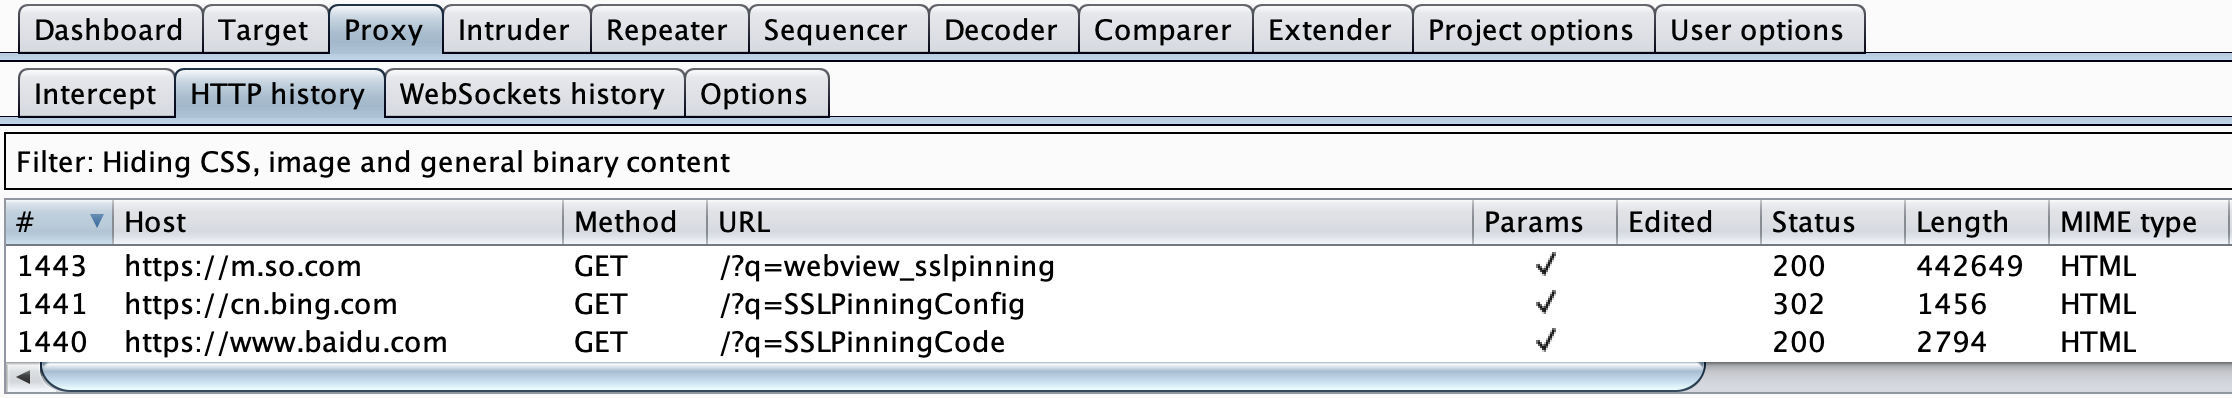 Dashboard Target Proxy Intruder Repeater Sequencer Decoder Comparer Extender Project options User options
Intercept HTTP history WebSockets history Options
Filter: Hiding CSS, image and general binary content
# Host Method URL Params Edited Status Length MIME type
1443 https://m.so.com GET /?q=webview_sslpinning ✓ 200 442649 HTML
1441 https://cn.bing.com GET /?q=SSLPinningConfig ✓ 302 1456 HTML
1440 https://www.baidu.com GET /?q=SSLPinningCode ✓ 200 2794 HTML